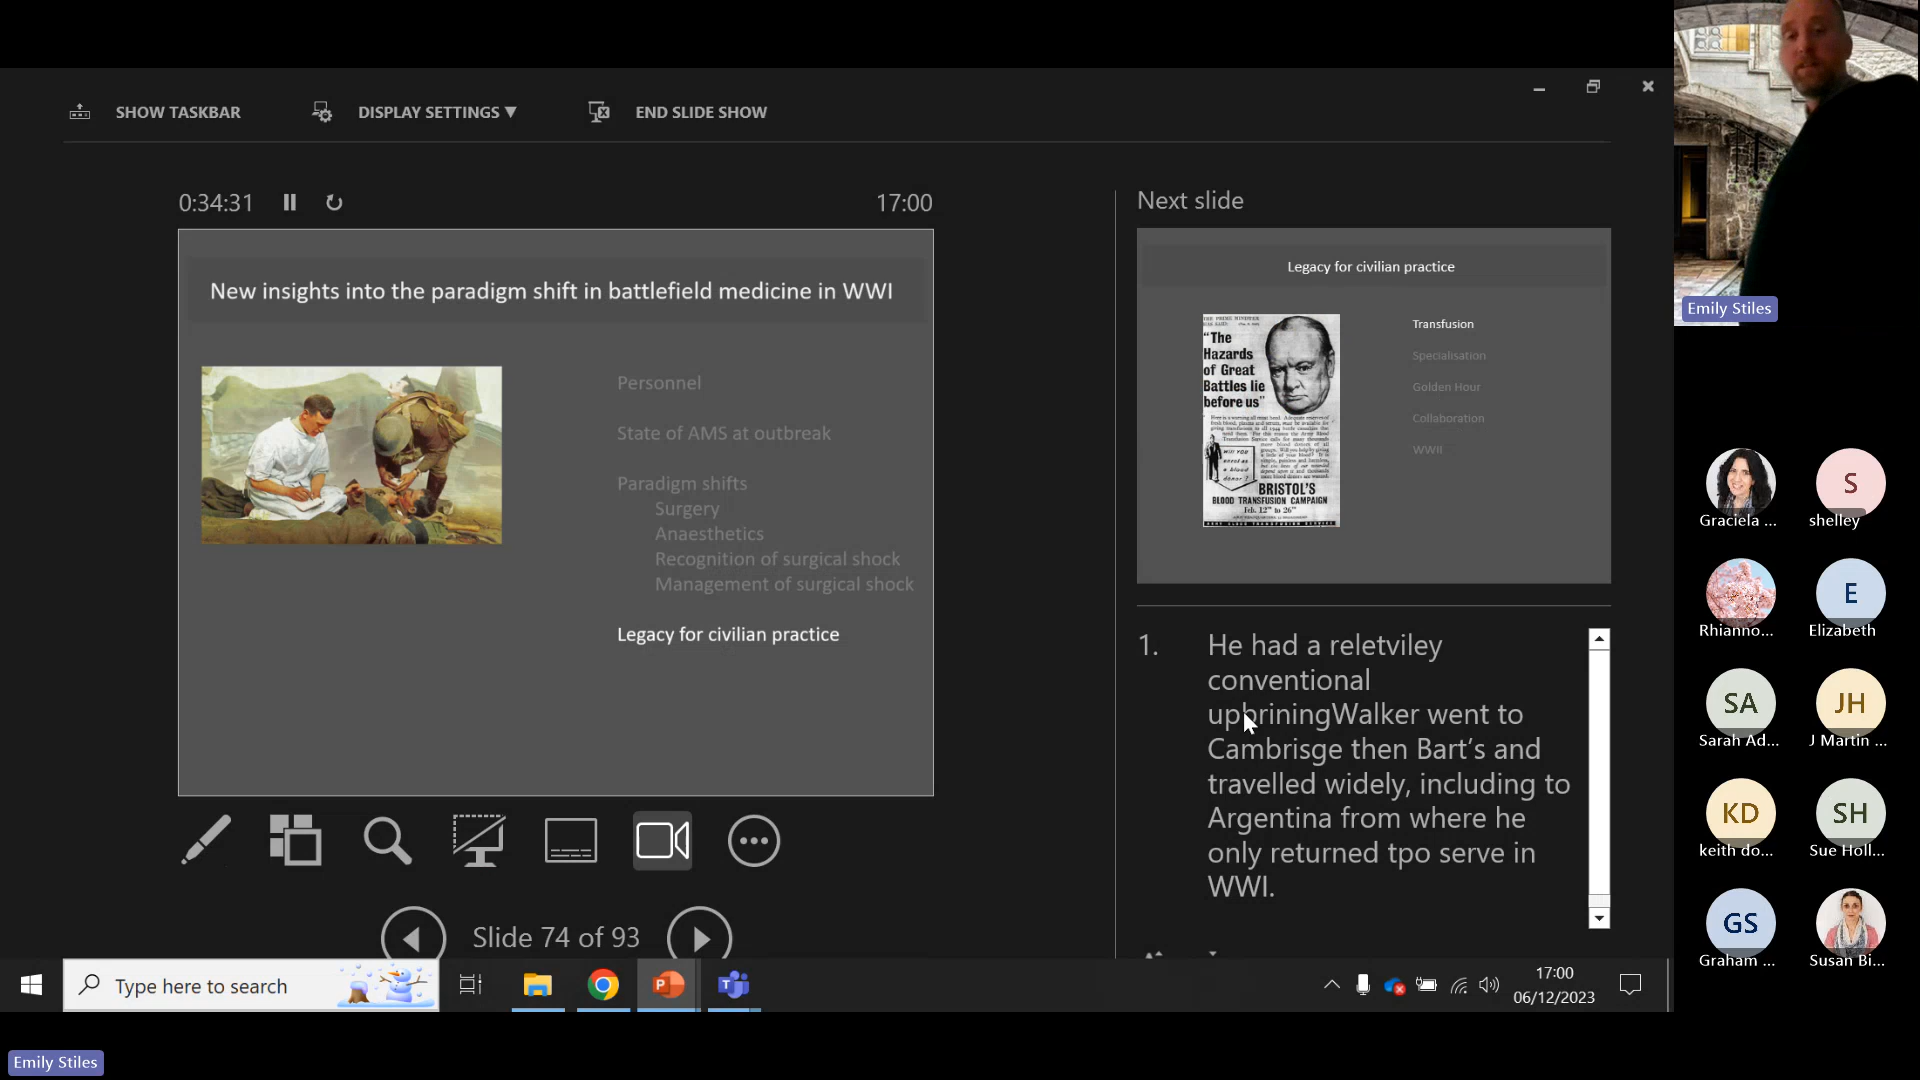 SHOW TASKBAR
DISPLAY SETTINGS ▼
END SLIDE SHOW
0:34:31
17:00
New insights into the paradigm shift in battlefield medicine in WWI
Personnel
State of AMS at outbreak
Paradigm shifts
Surgery
Anaesthetics
Recognition of surgical shock
Management of surgical shock
Legacy for civilian practice
Slide 74 of 93
Next slide
Legacy for civilian practice
"The
Hazards
of Great
Battles lie
before us"
BRISTOL'S
BLOOD TRANSFUSION CAMPAIGN
Feb. 12th to 26th
Transfusion
Specialisation
Golden Hour
Collaboration
WWII
1. He had a reletviley
conventional
upbriningWalker went to
Cambrisge then Bart's and
travelled widely, including to
Argentina from where he
only returned tpo serve in
WWI.
Emily Stiles
Graciela ...
S
shelley
Rhianno...
E
Elizabeth
SA
Sarah Ad...
JH
J Martin ...
KD
keith do...
SH
Sue Holl...
GS
Graham ...
Susan Bi...
Type here to search
17:00
06/12/2023
Emily Stiles